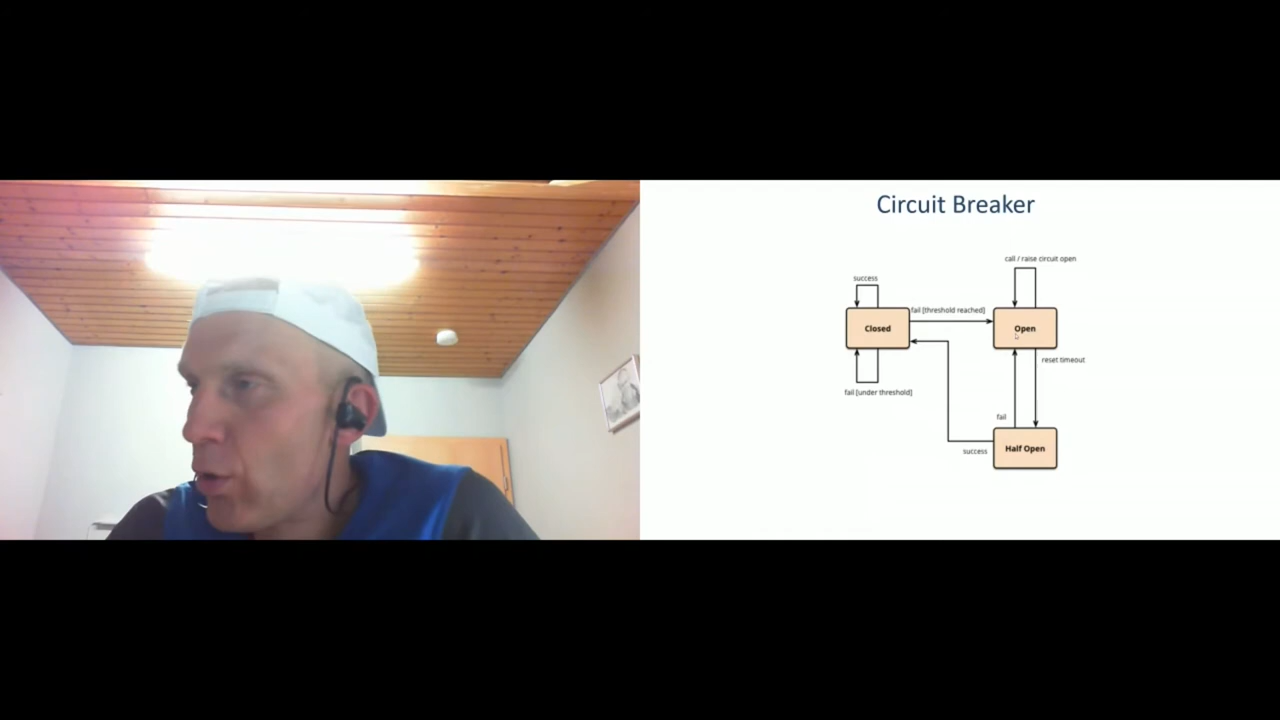 Circuit Breaker
call / raise circuit open
success
fail [threshold reached]
Closed
Open
reset timeout
fail [under threshold]
fail
Half Open
success